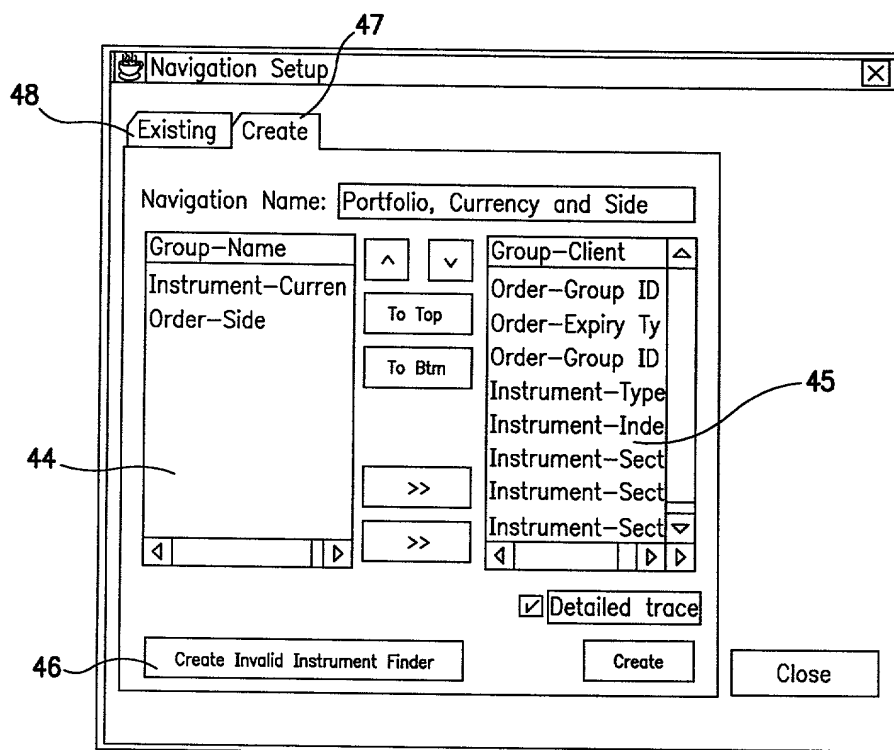 47
Navigation Setup
48
Existing
Create
Navigation Name:
Portfolio, Currency and Side
Group-Name
Instrument-Curren
Order-Side
^
v
To Top
To Btm
>>
>>
Group-Client
Order-Group ID
Order-Expiry Ty
Order-Group ID
Instrument-Type
Instrument-Inde
Instrument-Sect
Instrument-Sect
Instrument-Sect
45
44
Detailed trace
46
Create Invalid Instrument Finder
Create
Close